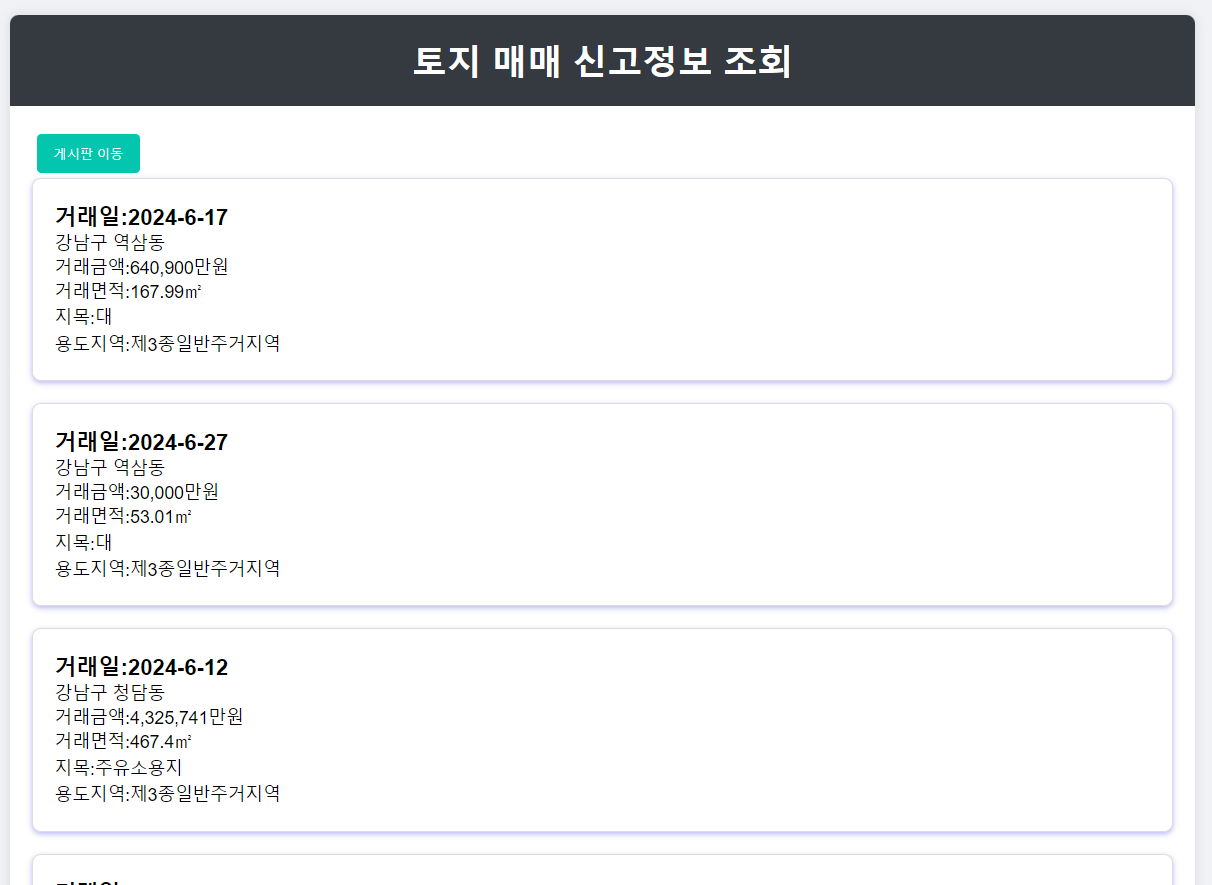 토지 매매 신고정보 조회
게시판 이동
거래일:2024-6-17
강남구 역삼동
거래금액:640,900만원
거래면적:167.99㎡
지목:대
용도지역:제3종일반주거지역
거래일:2024-6-27
강남구 역삼동
거래금액:30,000만원
거래면적:53.01㎡
지목:대
용도지역:제3종일반주거지역
거래일:2024-6-12
강남구 청담동
거래금액:4,325,741만원
거래면적:467.4㎡
지목:주유소용지
용도지역:제3종일반주거지역